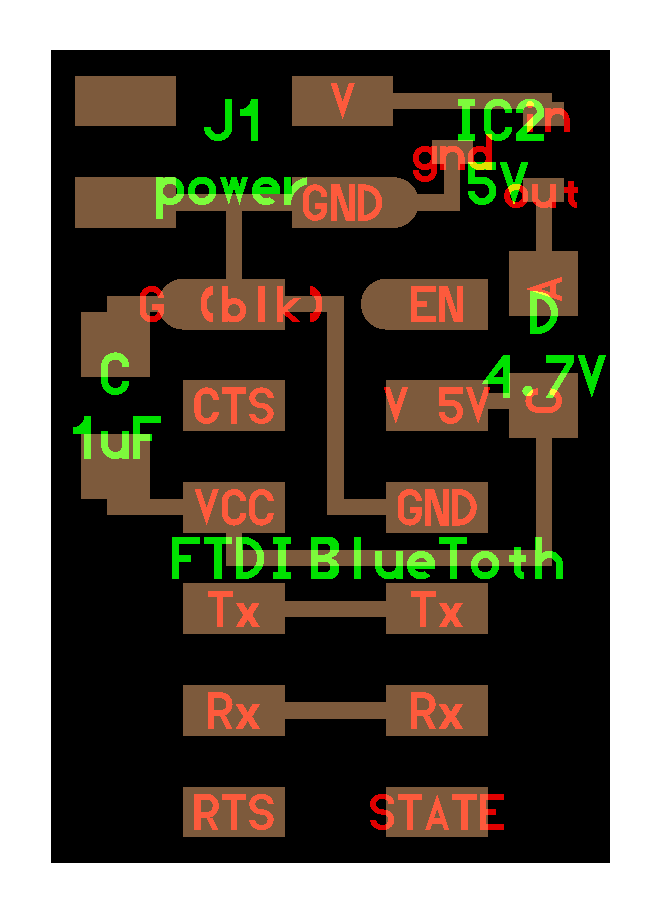 V
J1
IC2
in
gnd
power
GND
5V
out
A
G (blk)
EN
D
C
4.7V
CTS
V 5V
C
1uF
VCC
GND
FTDI BlueToth
Tx
Tx
Rx
Rx
RTS
STATE